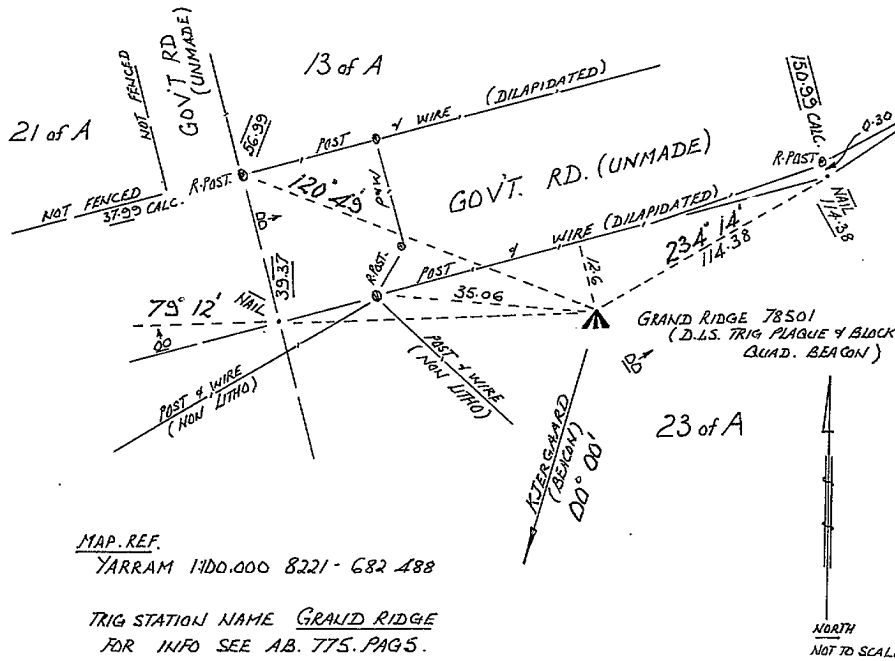 NOT FENCED
GOV'T RD
(UNMADE)
13 of A
21 of A
NOT FENCED
37.99 CALC.
R-POST.
56.99
POST & WIRE (DILAPIDATED)
120° 49'
PNW
GOV'T. RD. (UNMADE)
150.99 CALC.
0.30
R-POST
NAIL
114.38
DD
39.37
R-POST.
POST & WIRE (DILAPIDATED)
234° 14'
114.38
12.6
35.06
79° 12'
NAIL
DD
GRAND RIDGE 78501
(D.L.S. TRIG PLAQUE & BLOCK
QUAD. BEACON)
DD
POST & WIRE
(NON LITHO)
POST & WIRE
(NON LITHO)
KJERGAARD
(BEACON)
00° 00'
23 of A
MAP. REF.
YARRAM 1:100.000 8221 - 682 488
TRIG STATION NAME GRAND RIDGE
FOR INFO SEE AB. 775. PAG5.
NORTH
NOT TO SCALE